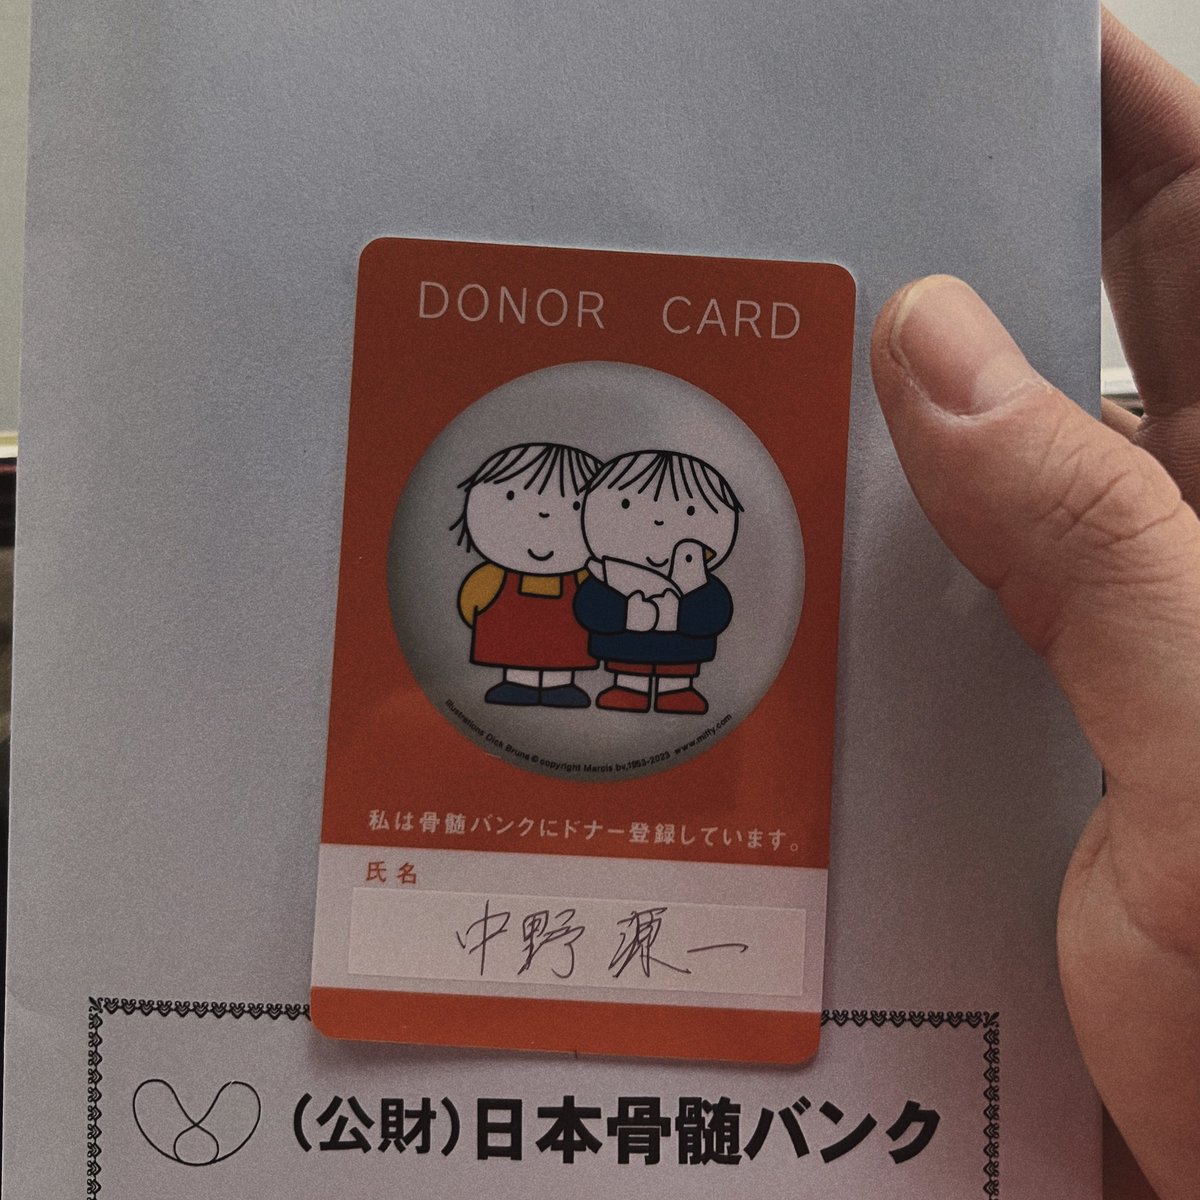 DONOR CARD
Illustrations Dick Bruna © copyright Mercis bv,1953-2023 www.miffy.com
私は骨髄バンクにドナー登録しています。
氏名
中野 源一
(公財)日本骨髄バンク